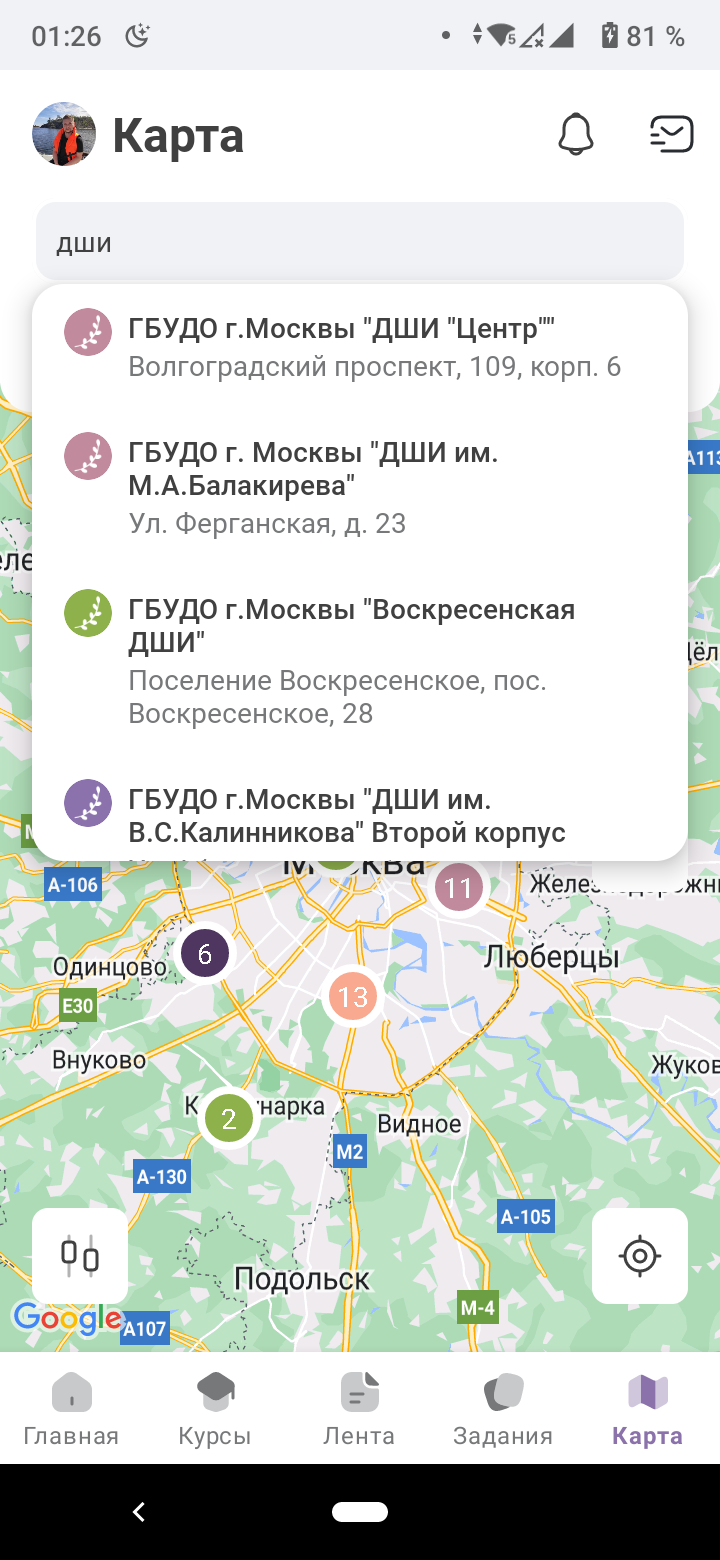 01:26
5
81 %
Карта
дши
ГБУДО г.Москвы "ДШИ "Центр""
Волгоградский проспект, 109, корп. 6
ГБУДО г. Москвы "ДШИ им.
М.А.Балакирева"
Ул. Ферганская, д. 23
ГБУДО г.Москвы "Воскресенская
ДШИ"
Поселение Воскресенское, пос.
Воскресенское, 28
ГБУДО г.Москвы "ДШИ им.
В.С.Калинникова" Второй корпус
A-106
11
6
Люберцы
Одинцово
13
E30
Внуково
2
Видное
M2
A-130
A-105
Подольск
M-4
Google
A107
Главная
Курсы
Лента
Задания
Карта